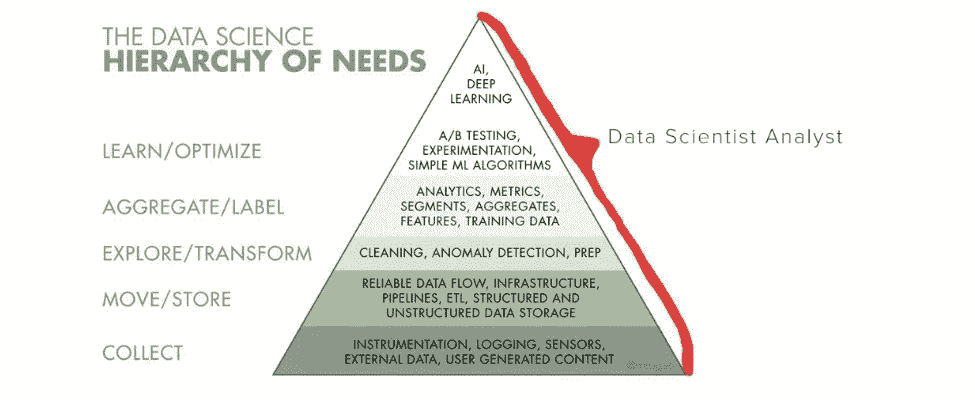 THE DATA SCIENCE
HIERARCHY OF NEEDS
AI,
DEEP
LEARNING
LEARN/OPTIMIZE
A/B TESTING,
EXPERIMENTATION,
SIMPLE ML ALGORITHMS
Data Scientist Analyst
AGGREGATE/LABEL
ANALYTICS, METRICS,
SEGMENTS, AGGREGATES,
FEATURES, TRAINING DATA
EXPLORE/TRANSFORM
CLEANING, ANOMALY DETECTION, PREP
MOVE/STORE
RELIABLE DATA FLOW, INFRASTRUCTURE,
PIPELINES, ETL, STRUCTURED AND
UNSTRUCTURED DATA STORAGE
COLLECT
INSTRUMENTATION, LOGGING, SENSORS,
EXTERNAL DATA, USER GENERATED CONTENT